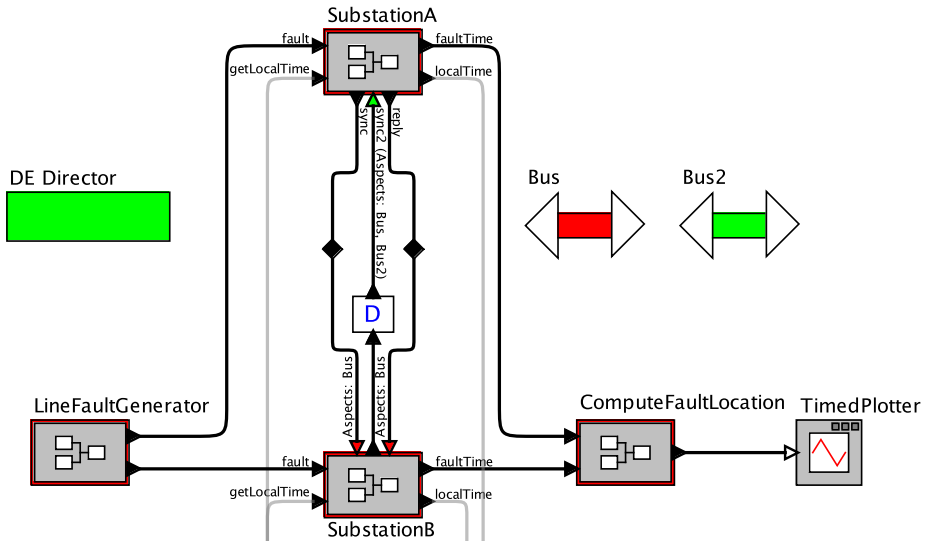 SubstationA
fault
faultTime
getLocalTime
localTime
sync
sync2 (Aspects: Bus, Bus2)
reply
DE Director
Bus
Bus2
D
Aspects: Bus
Aspects: Bus
LineFaultGenerator
ComputeFaultLocation
TimedPlotter
fault
faultTime
getLocalTime
localTime
SubstationB